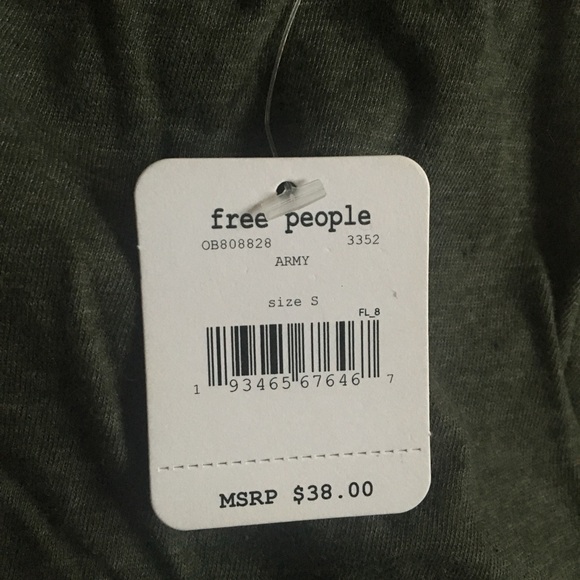 free people
OB808828 3352
ARMY
size S
FL_8
1 93465 67646 7
MSRP $38.00